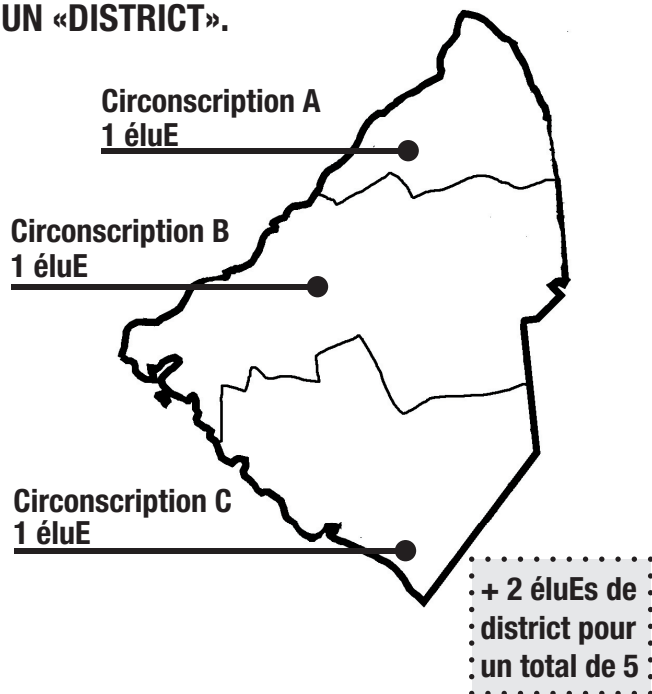 UN «DISTRICT».
Circonscription A
1 éluE
Circonscription B
1 éluE
Circonscription C
1 éluE
+ 2 éluEs de
district pour
un total de 5